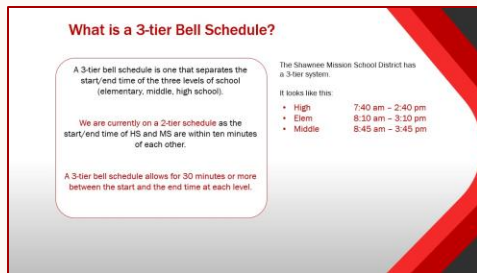 What is a 3-tier Bell Schedule?
A 3-tier bell schedule is one that separates the
start/end time of the three levels of school
(elementary, middle, high school).
We are currently on a 2-tier schedule as the
start/end time of HS and MS are within ten minutes
of each other.
A 3-tier bell schedule allows for 30 minutes or more
between the start and the end time at each level.
The Shawnee Mission School District has
a 3-tier system.
It looks like this:
• High 7:40 am – 2:40 pm
• Elem 8:10 am – 3:10 pm
• Middle 8:45 am – 3:45 pm